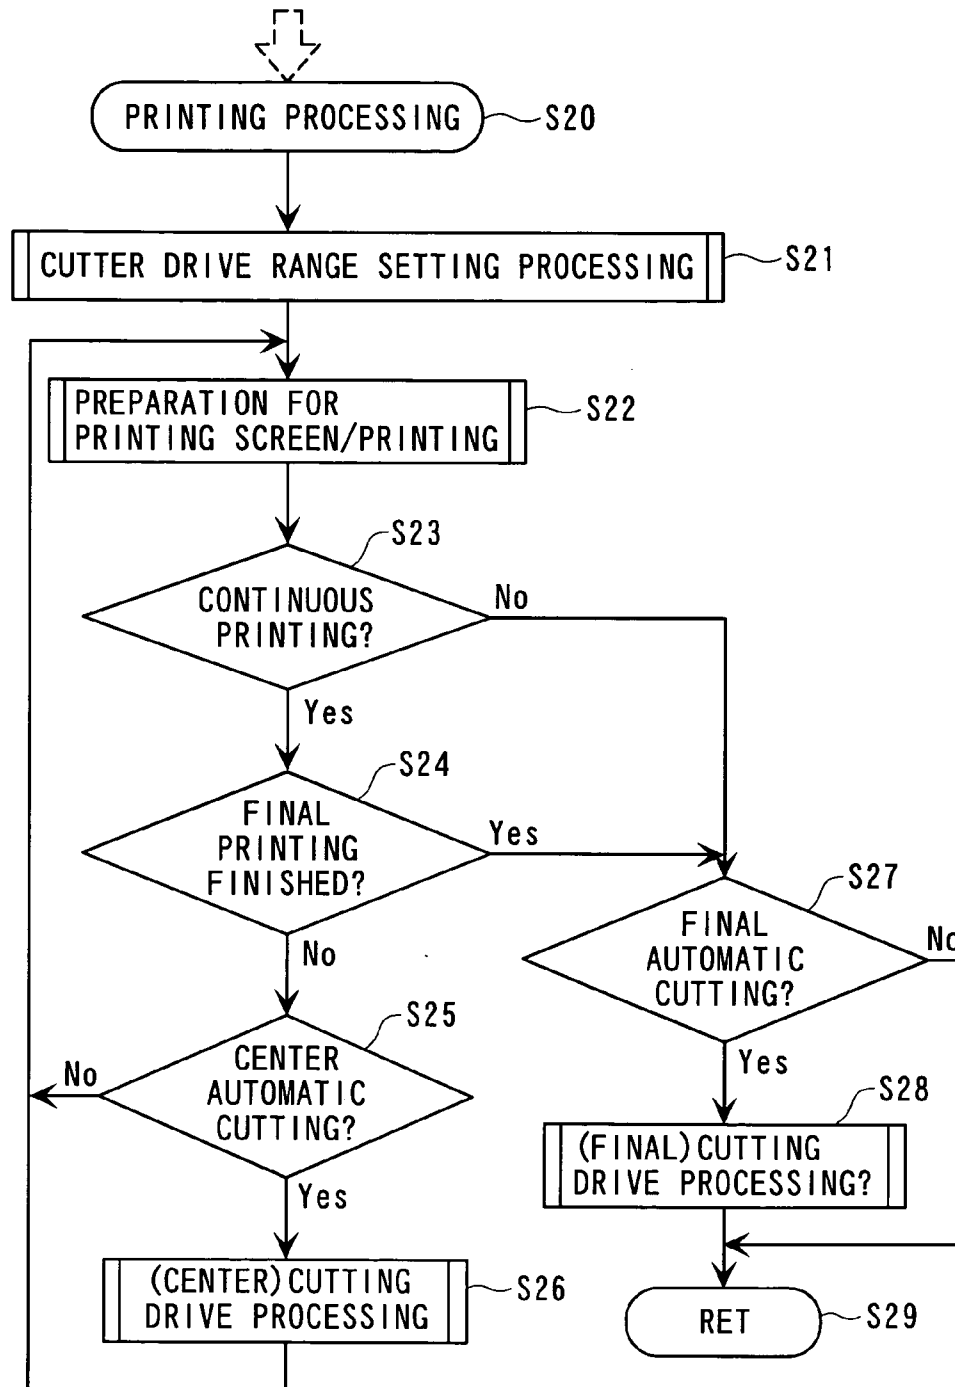 PRINTING PROCESSING
S20
CUTTER DRIVE RANGE SETTING PROCESSING
S21
PREPARATION FOR
PRINTING SCREEN/PRINTING
S22
S23
CONTINUOUS
PRINTING?
No
Yes
S24
FINAL
PRINTING
FINISHED?
Yes
No
S27
FINAL
AUTOMATIC
CUTTING?
No
Yes
S25
CENTER
AUTOMATIC
CUTTING?
No
Yes
S28
(FINAL)CUTTING
DRIVE PROCESSING?
(CENTER)CUTTING
DRIVE PROCESSING
S26
RET
S29